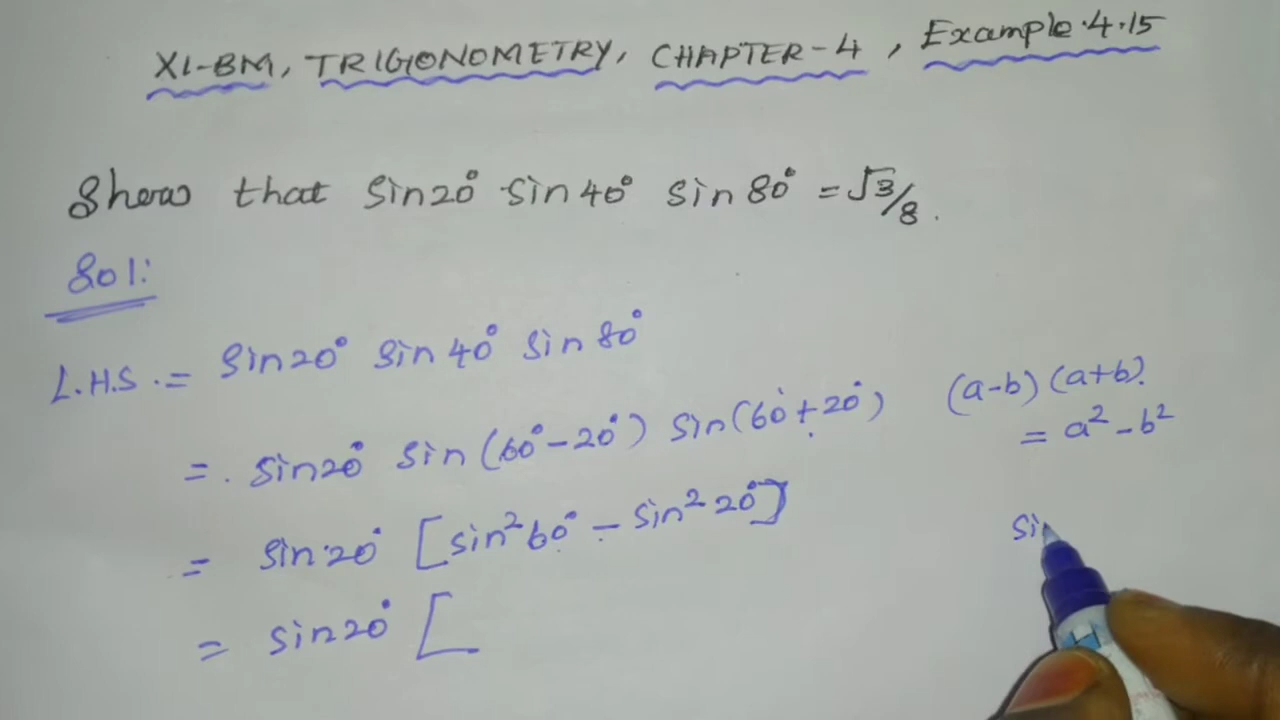 XI-BM, TRIGONOMETRY, CHAPTER-4, Example.4.15
Show that Sin20° Sin40° Sin80° = √3/8.
Sol:
L.H.S. = Sin20° Sin40° Sin80°
= . Sin20° Sin(60°-20°) Sin(60°+20°)
(a-b)(a+b)
= a²-b²
= Sin20° [Sin²60° - Sin²20°]
Si
= Sin20° [